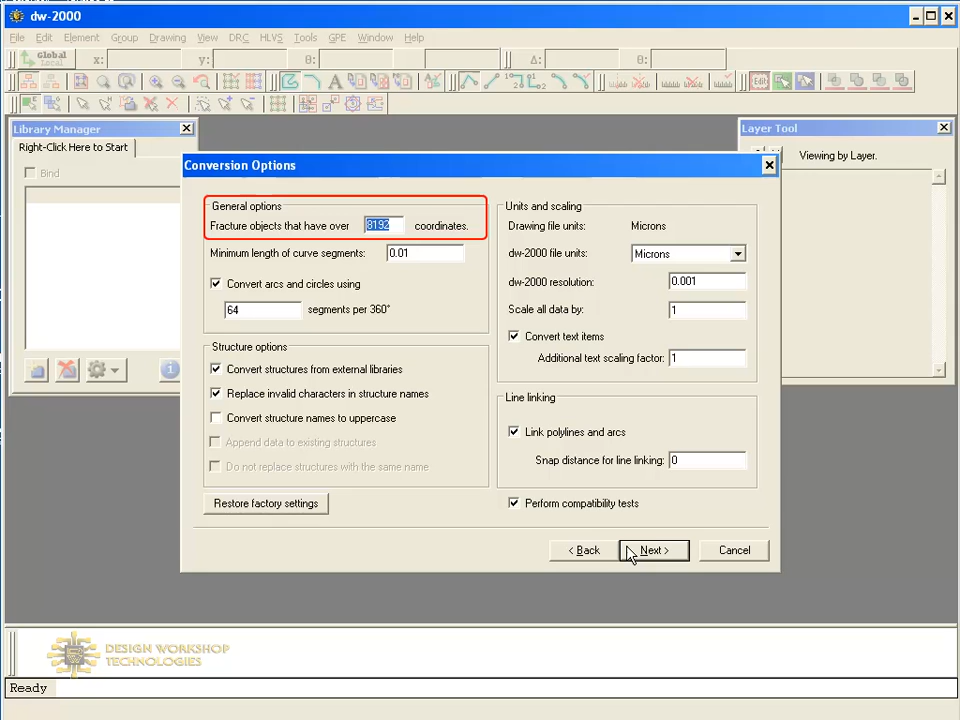 dw-2000
File Edit Element Group Drawing View DRC HLVS Tools GPE Window Help
Global
Local
x: y: θ: Δ: θ:
Edit
Library Manager
Layer Tool
Right-Click Here to Start
Viewing by Layer.
Bind
Conversion Options
General options
Fracture objects that have over 8192 coordinates.
Minimum length of curve segments: 0.01
Convert arcs and circles using
64 segments per 360°
Structure options
Convert structures from external libraries
Replace invalid characters in structure names
Convert structure names to uppercase
Append data to existing structures
Do not replace structures with the same name
Restore factory settings
Units and scaling
Drawing file units: Microns
dw-2000 file units: Microns
dw-2000 resolution: 0.001
Scale all data by: 1
Convert text items
Additional text scaling factor: 1
Line linking
Link polylines and arcs
Snap distance for line linking: 0
Perform compatibility tests
< Back
Next >
Cancel
DESIGN WORKSHOP
TECHNOLOGIES
Ready